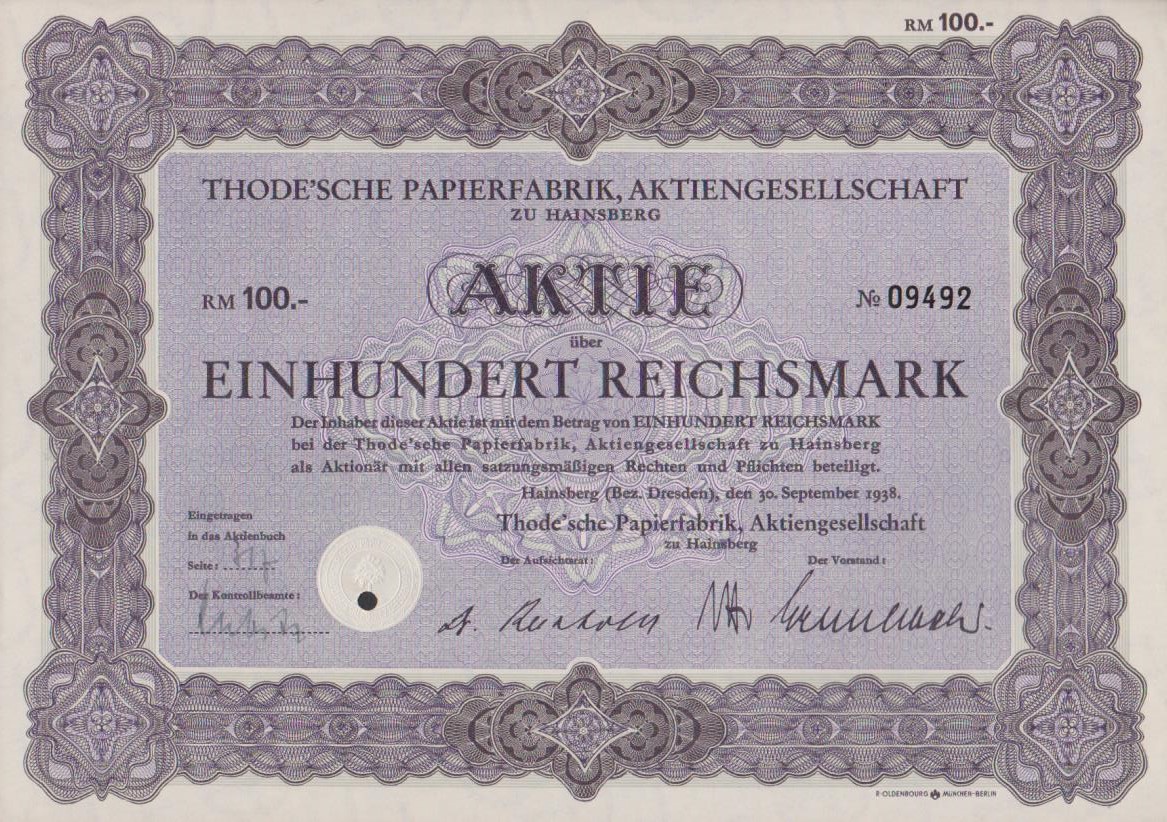 RM 100.-
THODE'SCHE PAPIERFABRIK, AKTIENGESELLSCHAFT
ZU HAINSBERG
AKTIE
RM 100.-
№ 09492
über
EINHUNDERT REICHSMARK
Der Inhaber dieser Aktie ist mit dem Betrag von EINHUNDERT REICHSMARK
bei der Thode'sche Papierfabrik, Aktiengesellschaft zu Hainsberg
als Aktionär mit allen satzungsmäßigen Rechten und Pflichten beteiligt.
Hainsberg (Bez. Dresden), den 30. September 1938.
Thode'sche Papierfabrik, Aktiengesellschaft
zu Hainsberg
Eingetragen
in das Aktienbuch
Seite:
Der Kontrollbeamte:
Der Aufsichtsrat:
Der Vorstand:
R·OLDENBOURG MÜNCHEN-BERLIN